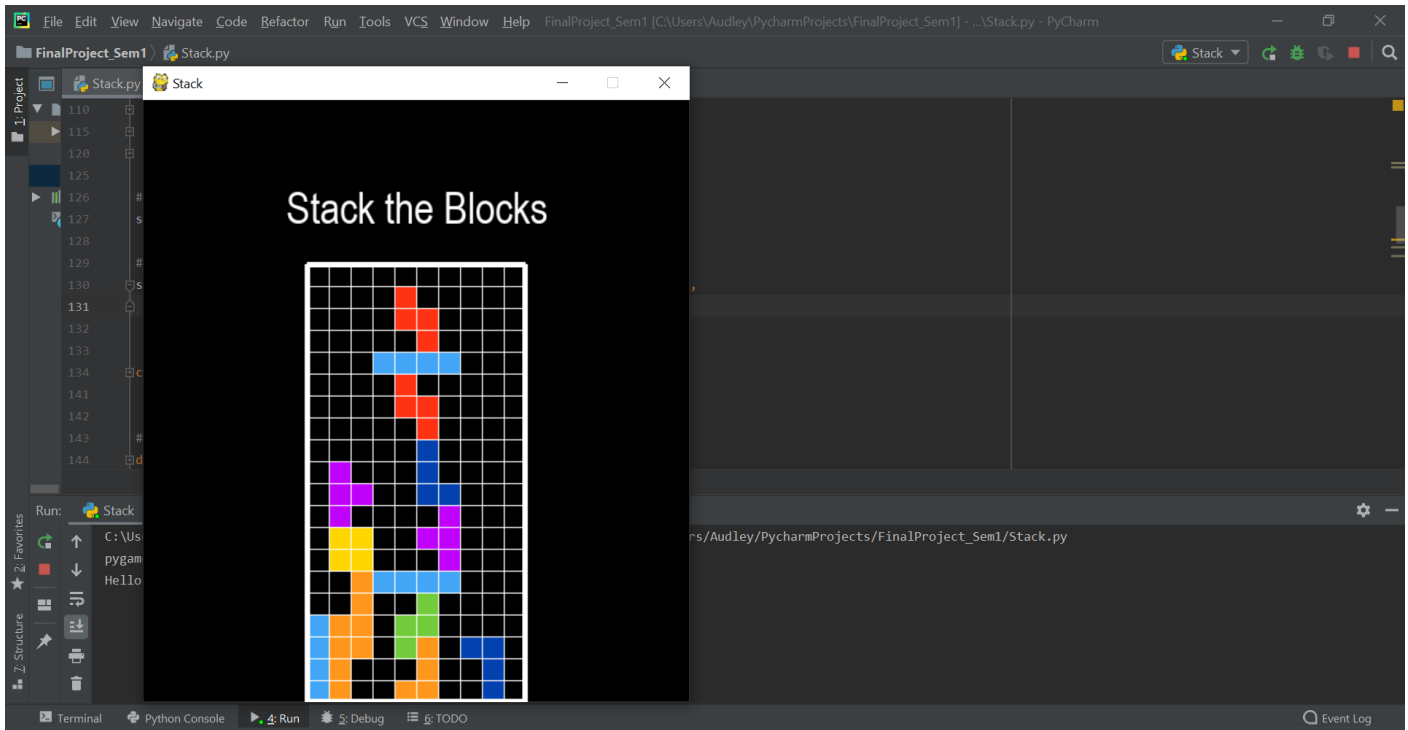 File Edit View Navigate Code Refactor Run Tools VCS Window Help FinalProject_Sem1 [C:\Users\Audley\PycharmProjects\FinalProject_Sem1] - ...\Stack.py - PyCharm
FinalProject_Sem1 Stack.py
Stack
1: Project
Stack.py
Stack
110
115
120
125
126 #
127 s
128
129 #
130 s ,
131
132
133
134 c
141
142
143 #
144 d
Stack the Blocks
Run: Stack
C:\Us rs/Audley/PycharmProjects/FinalProject_Sem1/Stack.py
pygam
Hello
2: Favorites
7: Structure
Terminal Python Console 4: Run 5: Debug 6: TODO Event Log